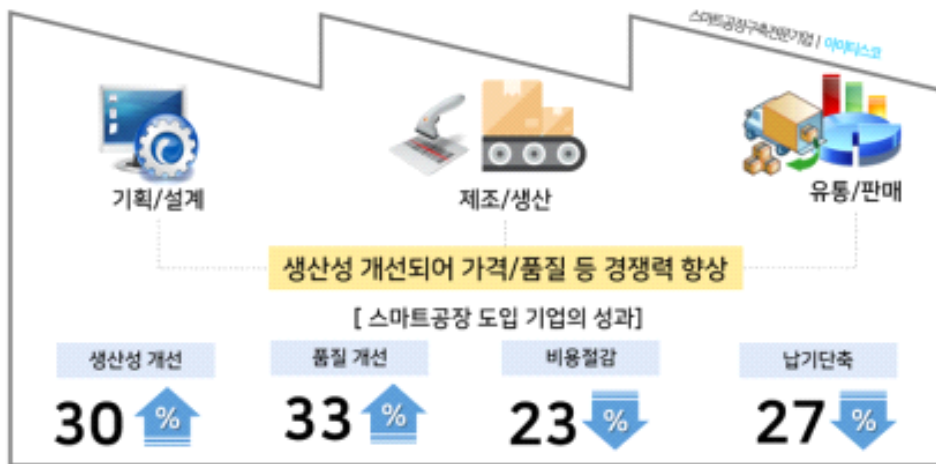 스마트공장구축전문기업 | 아이티스코
기획/설계
제조/생산
유통/판매
생산성 개선되어 가격/품질 등 경쟁력 향상
[ 스마트공장 도입 기업의 성과]
생산성 개선
품질 개선
비용절감
납기단축
30 %
33 %
23 %
27 %